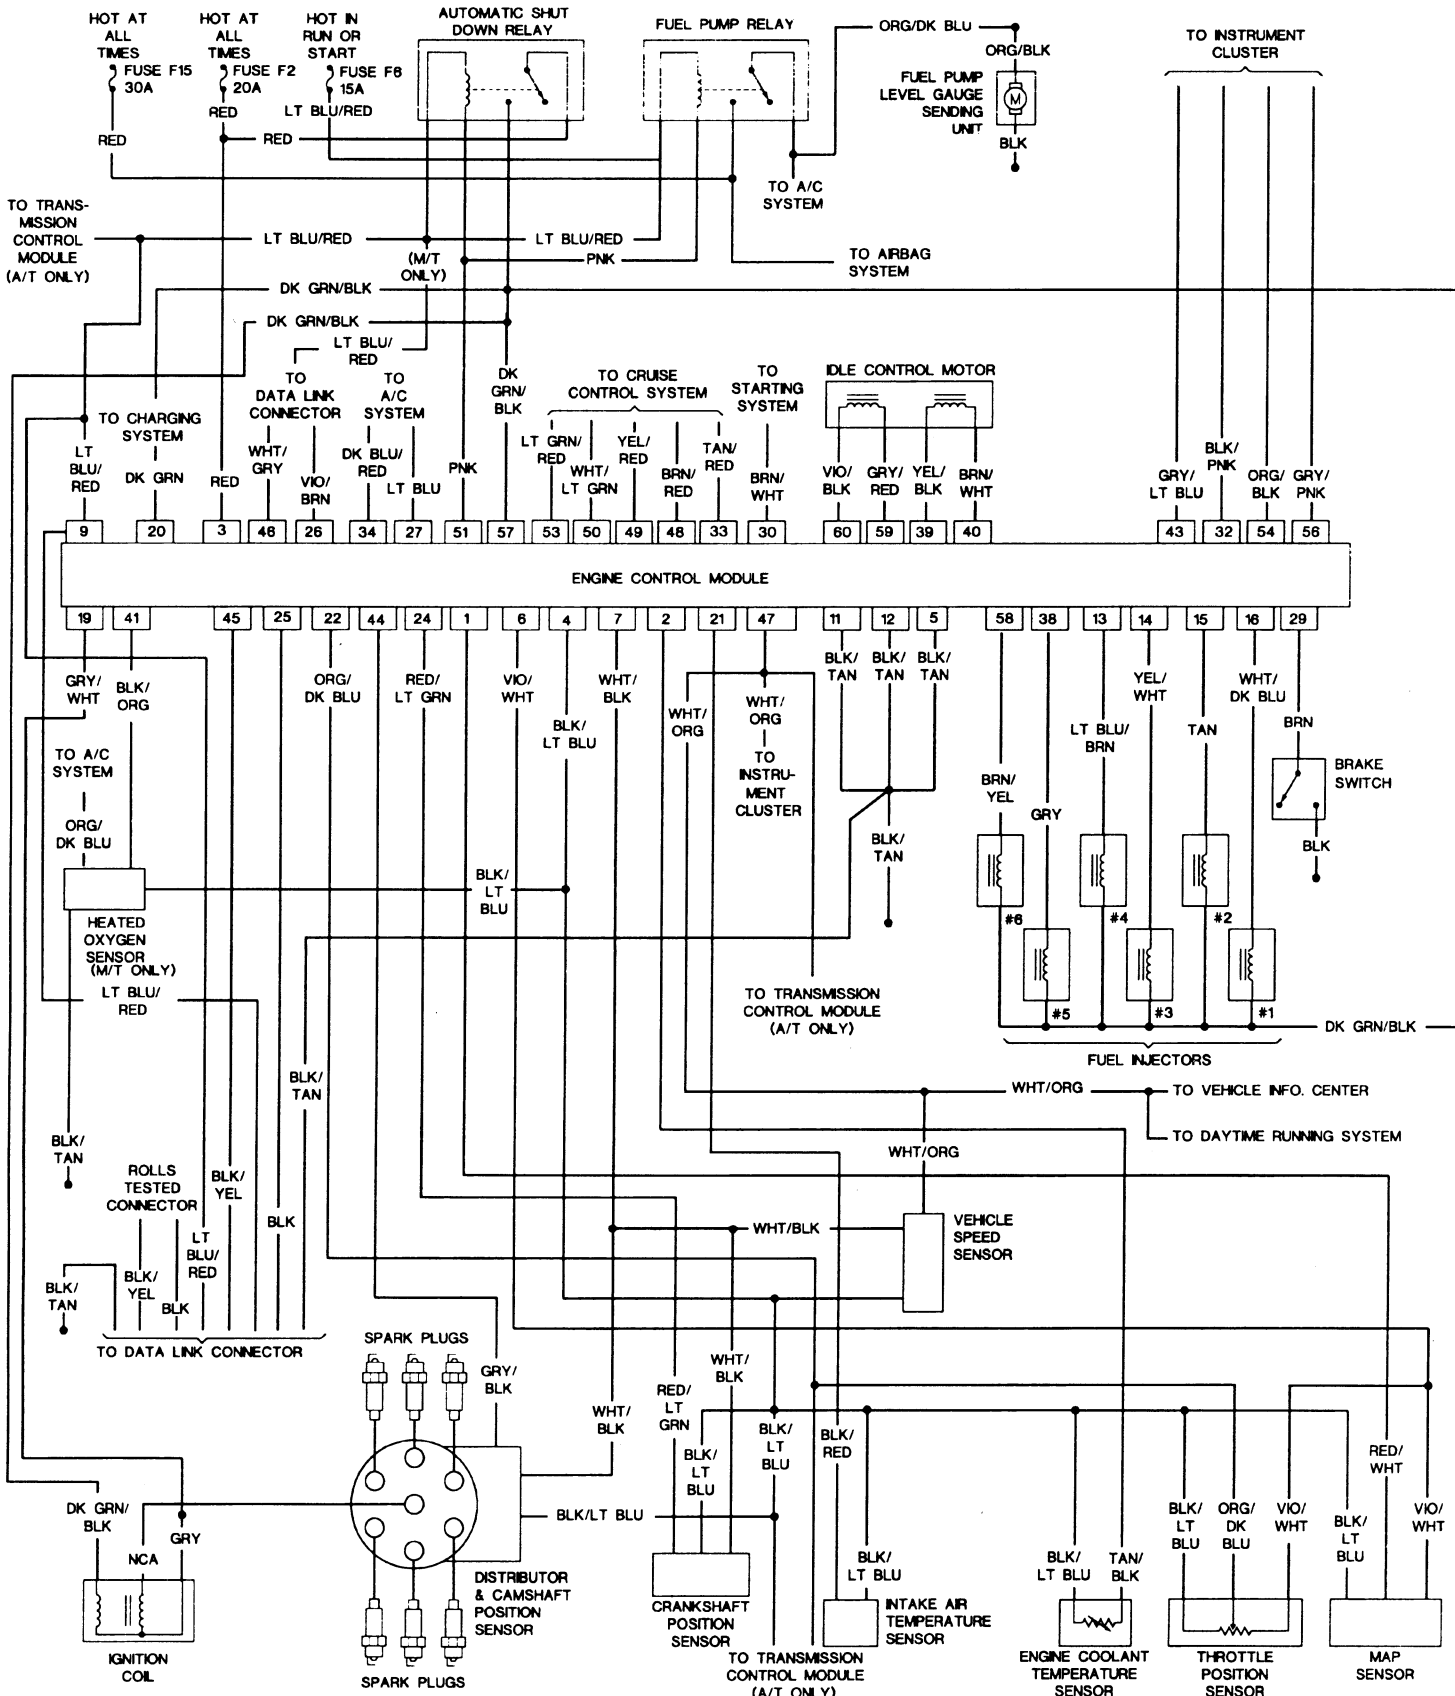 HOT AT
ALL
TIMES
FUSE F15
30A
HOT AT
ALL
TIMES
FUSE F2
20A
HOT IN
RUN OR
START
FUSE F6
15A
AUTOMATIC SHUT
DOWN RELAY
FUEL PUMP RELAY
ORG/DK BLU
ORG/BLK
FUEL PUMP
LEVEL GAUGE
SENDING
UNIT
M
BLK
TO INSTRUMENT
CLUSTER
RED
LT BLU/RED
RED
RED
TO A/C
SYSTEM
TO TRANS-
MISSION
CONTROL
MODULE
(A/T ONLY)
LT BLU/RED
(M/T
ONLY)
LT BLU/RED
PNK
TO AIRBAG
SYSTEM
DK GRN/BLK
DK GRN/BLK
LT BLU/
RED
TO
DATA LINK
CONNECTOR
TO
A/C
SYSTEM
DK
GRN/
BLK
TO CRUISE
CONTROL SYSTEM
TO
STARTING
SYSTEM
IDLE CONTROL MOTOR
TO CHARGING
SYSTEM
LT
BLU/
RED
DK GRN
RED
WHT/
GRY
VIO/
BRN
DK BLU/
RED
LT BLU
PNK
LT GRN/
RED
WHT/
LT GRN
YEL/
RED
BRN/
RED
TAN/
RED
BRN/
WHT
VIO/
BLK
GRY/
RED
YEL/
BLK
BRN/
WHT
GRY/
LT BLU
BLK/
PNK
ORG/
BLK
GRY/
PNK
9 20 3 46 26 34 27 51 57 53 50 49 48 33 30 60 59 39 40 43 32 54 56
ENGINE CONTROL MODULE
19 41 45 25 22 44 24 1 6 4 7 2 21 47 11 12 5 58 38 13 14 15 16 29
GRY/
WHT
BLK/
ORG
ORG/
DK BLU
RED/
LT GRN
VIO/
WHT
BLK/
LT BLU
WHT/
BLK
WHT/
ORG
WHT/
ORG
TO
INSTRU-
MENT
CLUSTER
BLK/
TAN
BLK/
TAN
BLK/
TAN
BLK/
TAN
BRN/
YEL
GRY
LT BLU/
BRN
YEL/
WHT
TAN
WHT/
DK BLU
BRN
BRAKE
SWITCH
BLK
TO A/C
SYSTEM
ORG/
DK BLU
HEATED
OXYGEN
SENSOR
(M/T ONLY)
BLK/
LT
BLU
LT BLU/
RED
#6
#4
#2
#5
#3
#1
DK GRN/BLK
FUEL INJECTORS
TO TRANSMISSION
CONTROL MODULE
(A/T ONLY)
BLK/
TAN
WHT/ORG
TO VEHICLE INFO. CENTER
TO DAYTIME RUNNING SYSTEM
WHT/ORG
BLK/
TAN
ROLLS
TESTED
CONNECTOR
BLK/
YEL
BLK
WHT/BLK
VEHICLE
SPEED
SENSOR
BLK/
TAN
BLK/
YEL
BLK
LT
BLU/
RED
TO DATA LINK CONNECTOR
SPARK PLUGS
GRY/
BLK
WHT/
BLK
RED/
LT
GRN
WHT/
BLK
BLK/
LT
BLU
BLK/
LT
BLU
BLK/
RED
RED/
WHT
DK GRN/
BLK
GRY
NCA
IGNITION
COIL
BLK/LT BLU
DISTRIBUTOR
& CAMSHAFT
POSITION
SENSOR
SPARK PLUGS
CRANKSHAFT
POSITION
SENSOR
TO TRANSMISSION
CONTROL MODULE
(A/T ONLY)
BLK/
LT BLU
INTAKE AIR
TEMPERATURE
SENSOR
BLK/
LT BLU
TAN/
BLK
ENGINE COOLANT
TEMPERATURE
SENSOR
BLK/
LT
BLU
ORG/
DK
BLU
VIO/
WHT
THROTTLE
POSITION
SENSOR
BLK/
LT
BLU
VIO/
WHT
MAP
SENSOR